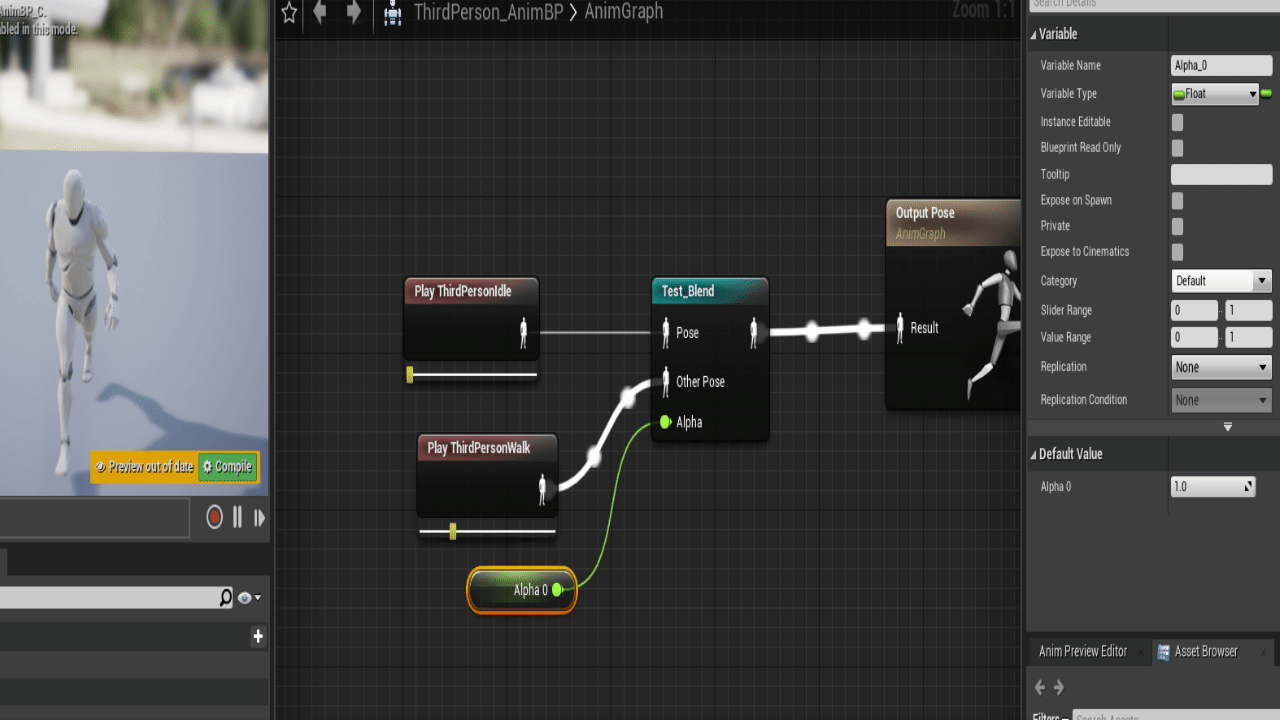 AnimBP_C.
bled in this mode.
ThirdPerson_AnimBP > AnimGraph
Zoom 1:1
Search Details
Variable
Variable Name
Alpha_0
Variable Type
Float
Instance Editable
Blueprint Read Only
Tooltip
Expose on Spawn
Private
Expose to Cinematics
Category
Default
Slider Range
0
1
Value Range
0
1
Replication
None
Replication Condition
None
Default Value
Alpha 0
1.0
Output Pose
AnimGraph
Result
Play ThirdPersonIdle
Test_Blend
Pose
Other Pose
Alpha
Play ThirdPersonWalk
Alpha 0
Preview out of date
Compile
Anim Preview Editor
Asset Browser
Filters
Search Assets